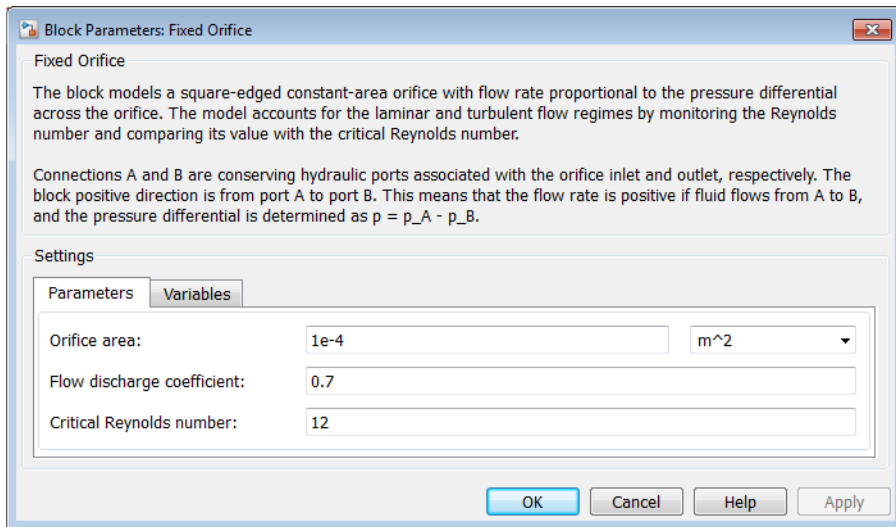 Block Parameters: Fixed Orifice
Fixed Orifice
The block models a square-edged constant-area orifice with flow rate proportional to the pressure differential
across the orifice. The model accounts for the laminar and turbulent flow regimes by monitoring the Reynolds
number and comparing its value with the critical Reynolds number.
Connections A and B are conserving hydraulic ports associated with the orifice inlet and outlet, respectively. The
block positive direction is from port A to port B. This means that the flow rate is positive if fluid flows from A to B,
and the pressure differential is determined as p = p_A - p_B.
Settings
Parameters Variables
Orifice area: 1e-4 m^2
Flow discharge coefficient: 0.7
Critical Reynolds number: 12
OK Cancel Help Apply